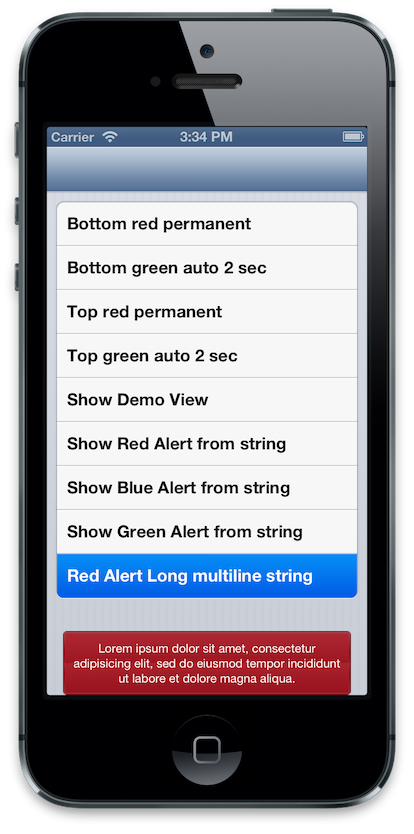 Carrier 3:34 PM
Bottom red permanent
Bottom green auto 2 sec
Top red permanent
Top green auto 2 sec
Show Demo View
Show Red Alert from string
Show Blue Alert from string
Show Green Alert from string
Red Alert Long multiline string
Lorem ipsum dolor sit amet, consectetur
adipisicing elit, sed do eiusmod tempor incididunt
ut labore et dolore magna aliqua.